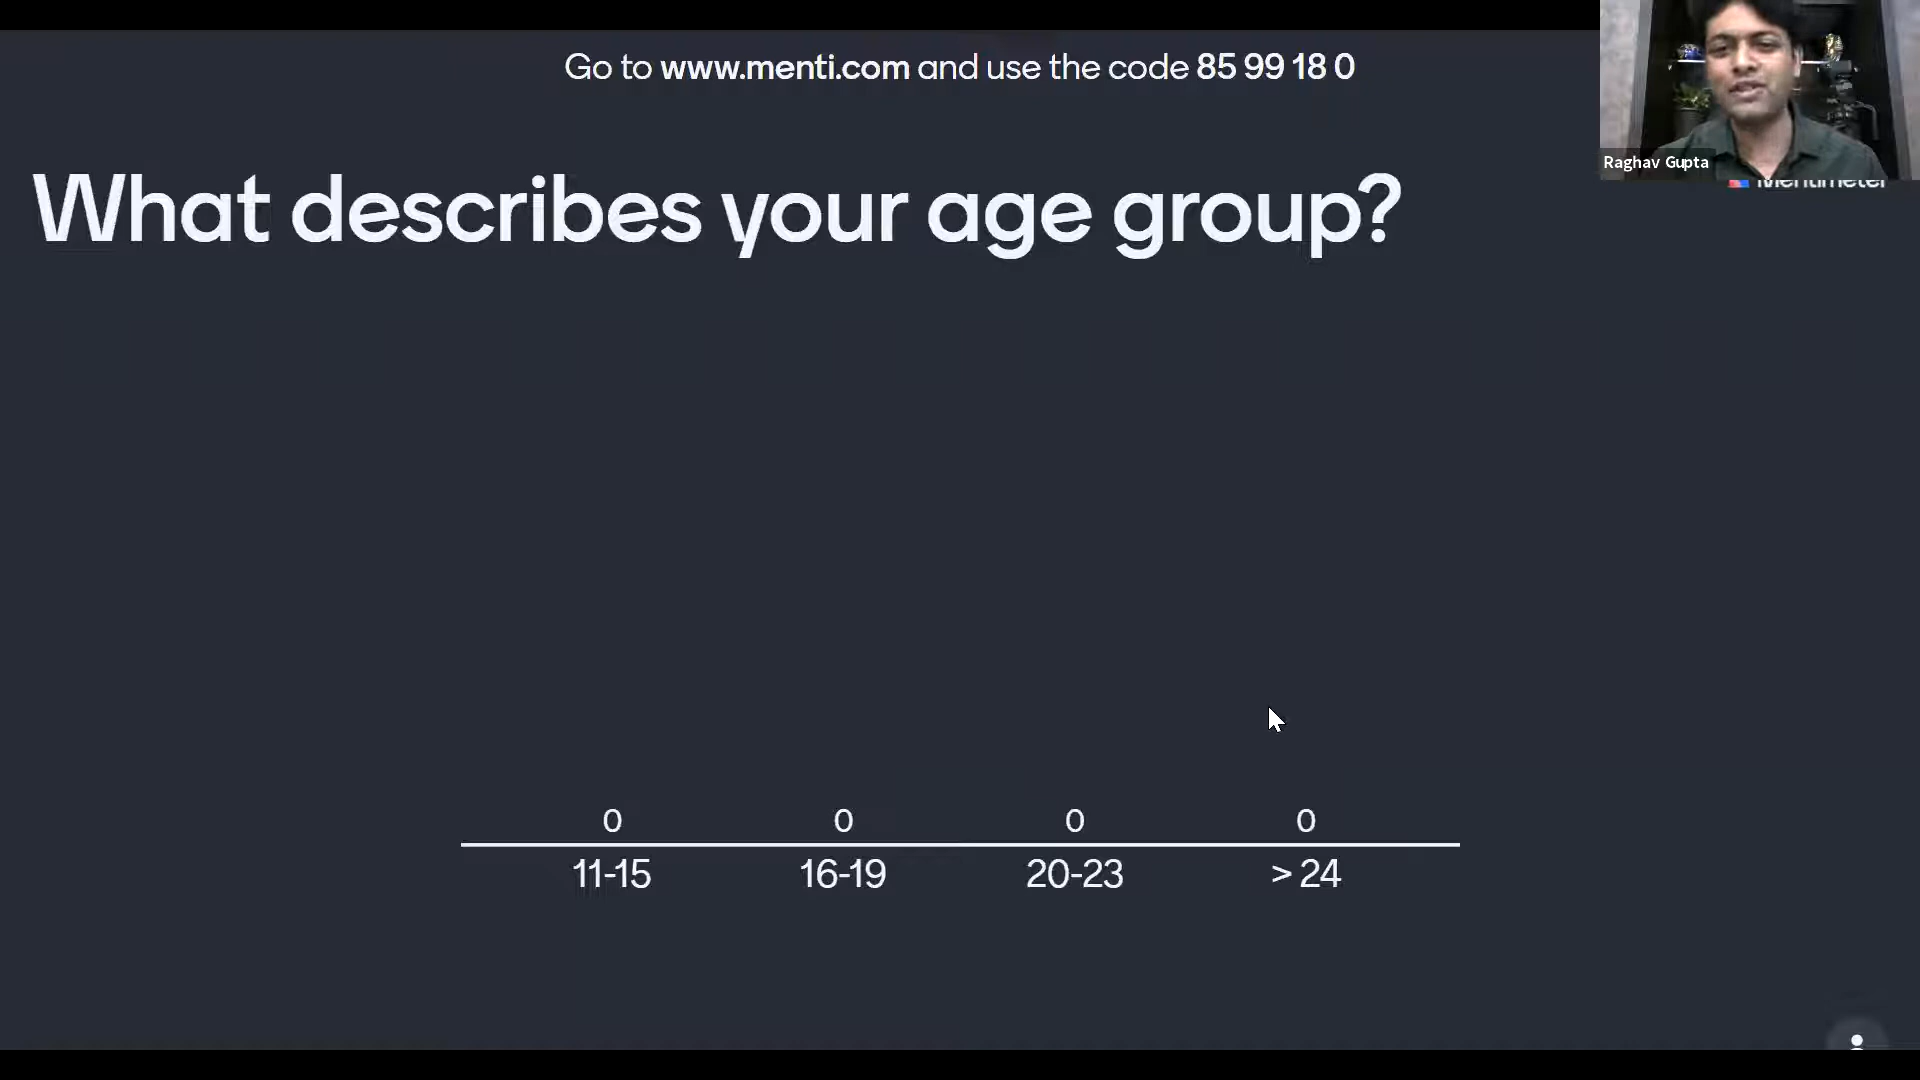 Go to www.menti.com and use the code 85 99 18 0
Raghav Gupta
Mentimeter
What describes your age group?
0 0 0 0
11-15 16-19 20-23 > 24